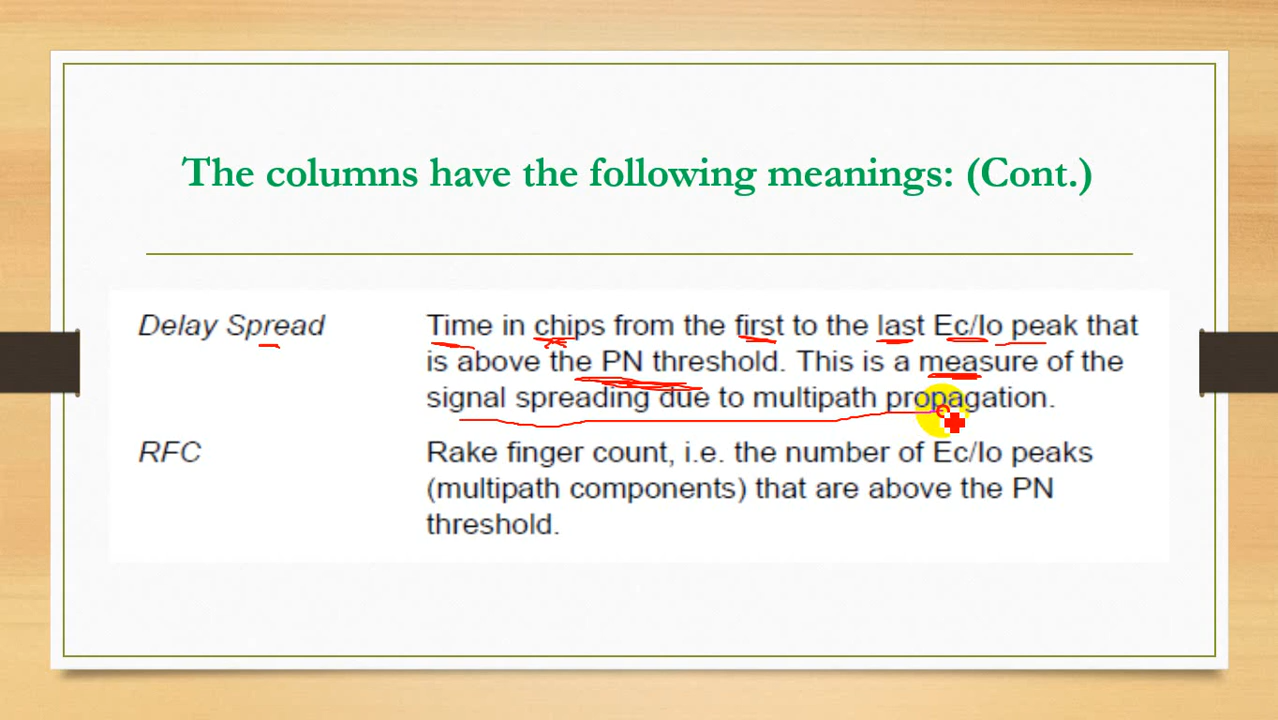 The columns have the following meanings: (Cont.)
Delay Spread Time in chips from the first to the last Ec/Io peak that
is above the PN threshold. This is a measure of the
signal spreading due to multipath propagation.
RFC Rake finger count, i.e. the number of Ec/Io peaks
(multipath components) that are above the PN
threshold.